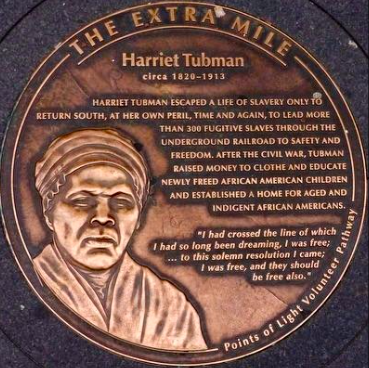 THE EXTRA MILE
Harriet Tubman
circa 1820–1913
HARRIET TUBMAN ESCAPED A LIFE OF SLAVERY ONLY TO
RETURN SOUTH, AT HER OWN PERIL, TIME AND AGAIN, TO LEAD MORE
THAN 300 FUGITIVE SLAVES THROUGH THE
UNDERGROUND RAILROAD TO SAFETY AND
FREEDOM. AFTER THE CIVIL WAR, TUBMAN
RAISED MONEY TO CLOTHE AND EDUCATE
NEWLY FREED AFRICAN AMERICAN CHILDREN
AND ESTABLISHED A HOME FOR AGED AND
INDIGENT AFRICAN AMERICANS.
"I had crossed the line of which
I had so long been dreaming, I was free;
... to this solemn resolution I came;
I was free, and they should
be free also."
Points of Light Volunteer Pathway